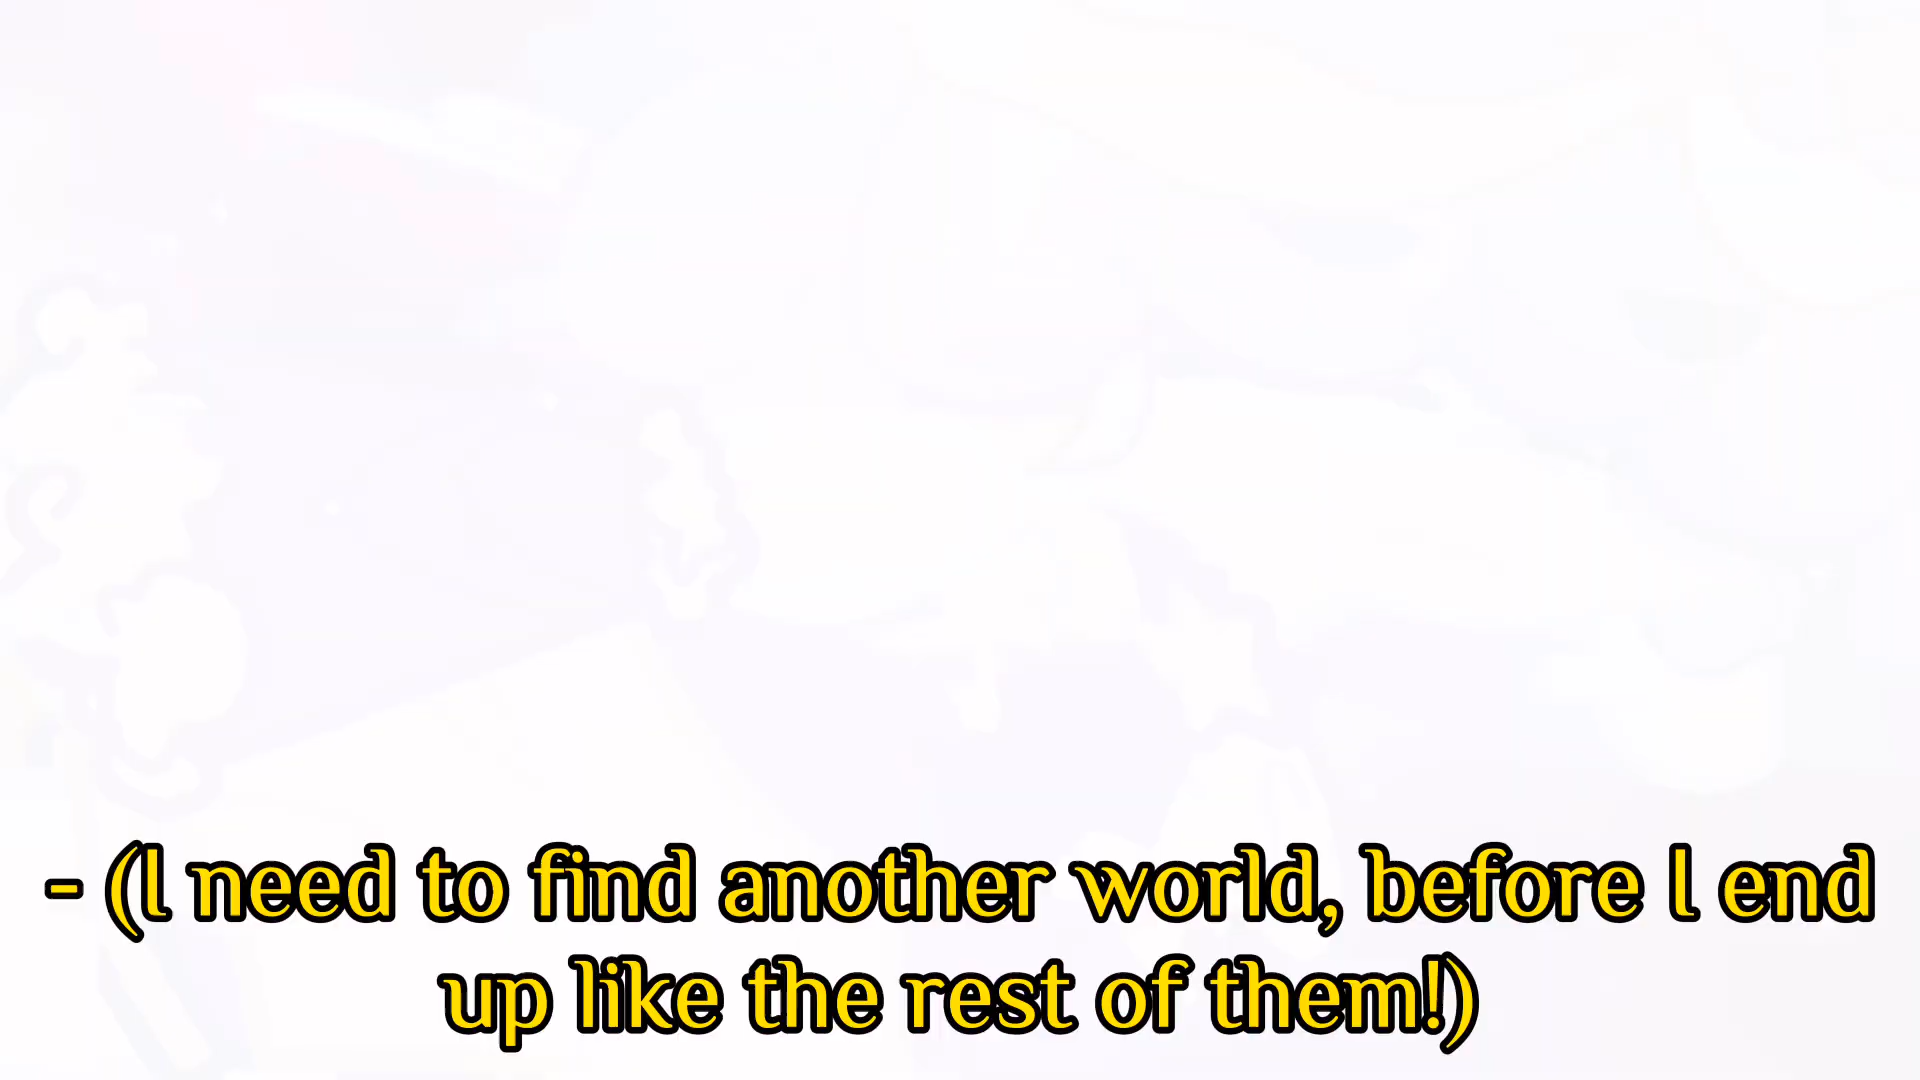 - (I need to find another world, before I end
up like the rest of them!)